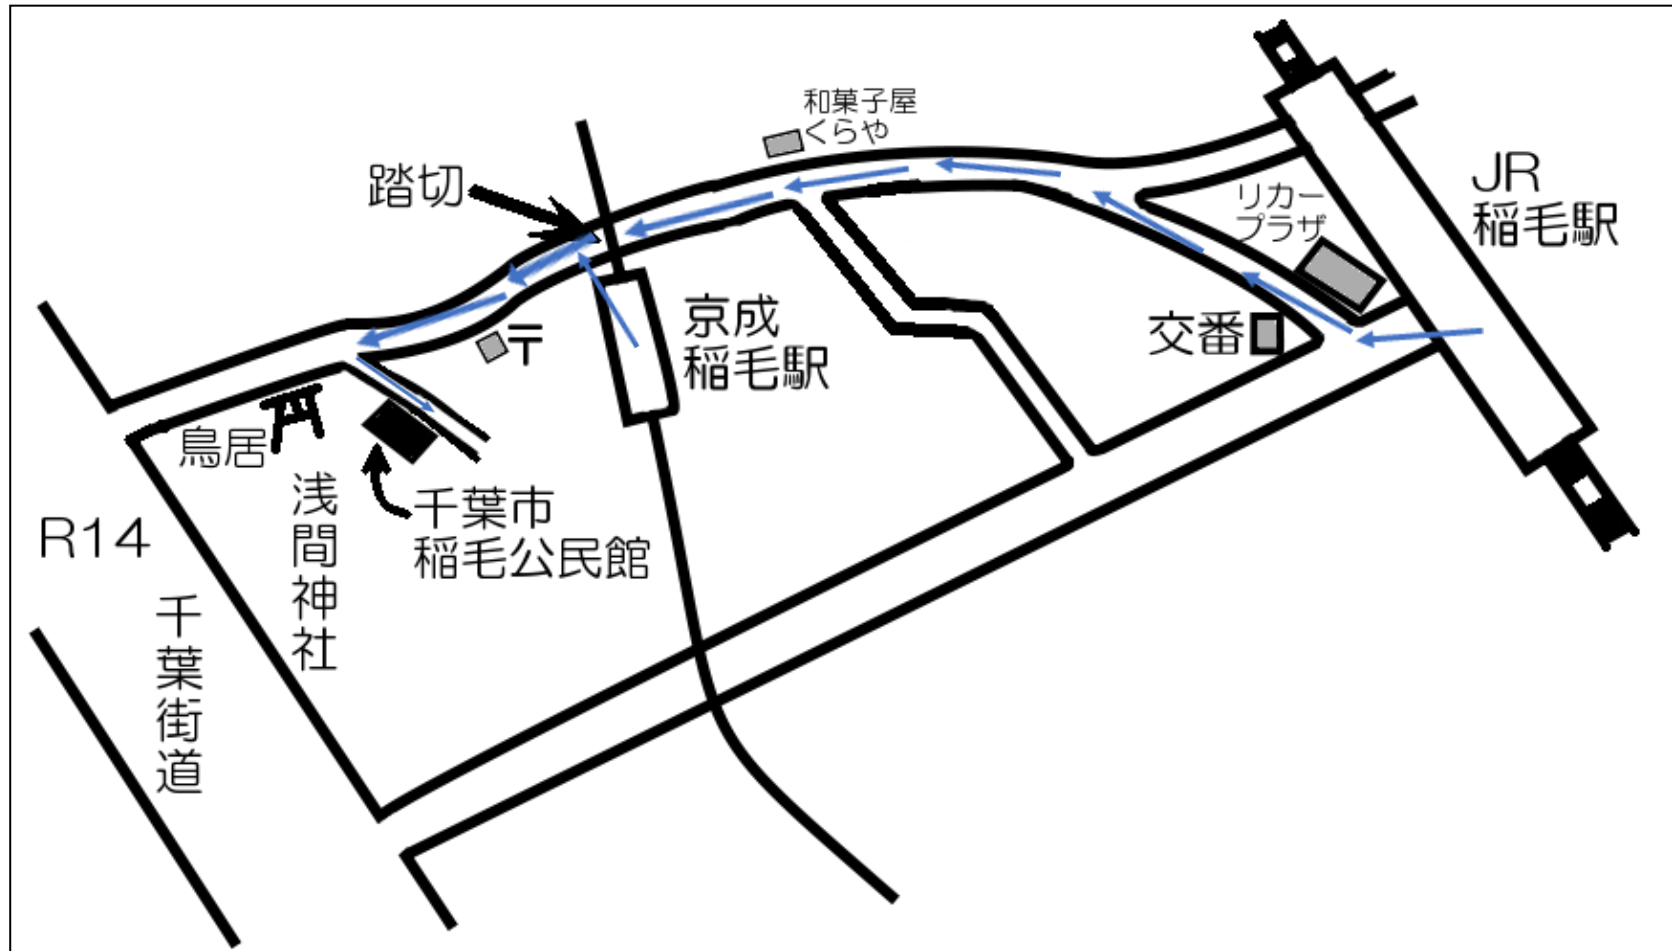 和菓子屋
くらや
踏切
JR
稲毛駅
リカー
プラザ
交番
京成
稲毛駅
〒
鳥居
浅間神社
千葉市
稲毛公民館
R14
千葉街道